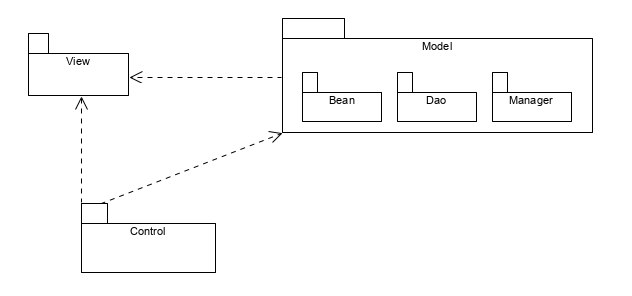 Model
View
Bean
Dao
Manager
Control